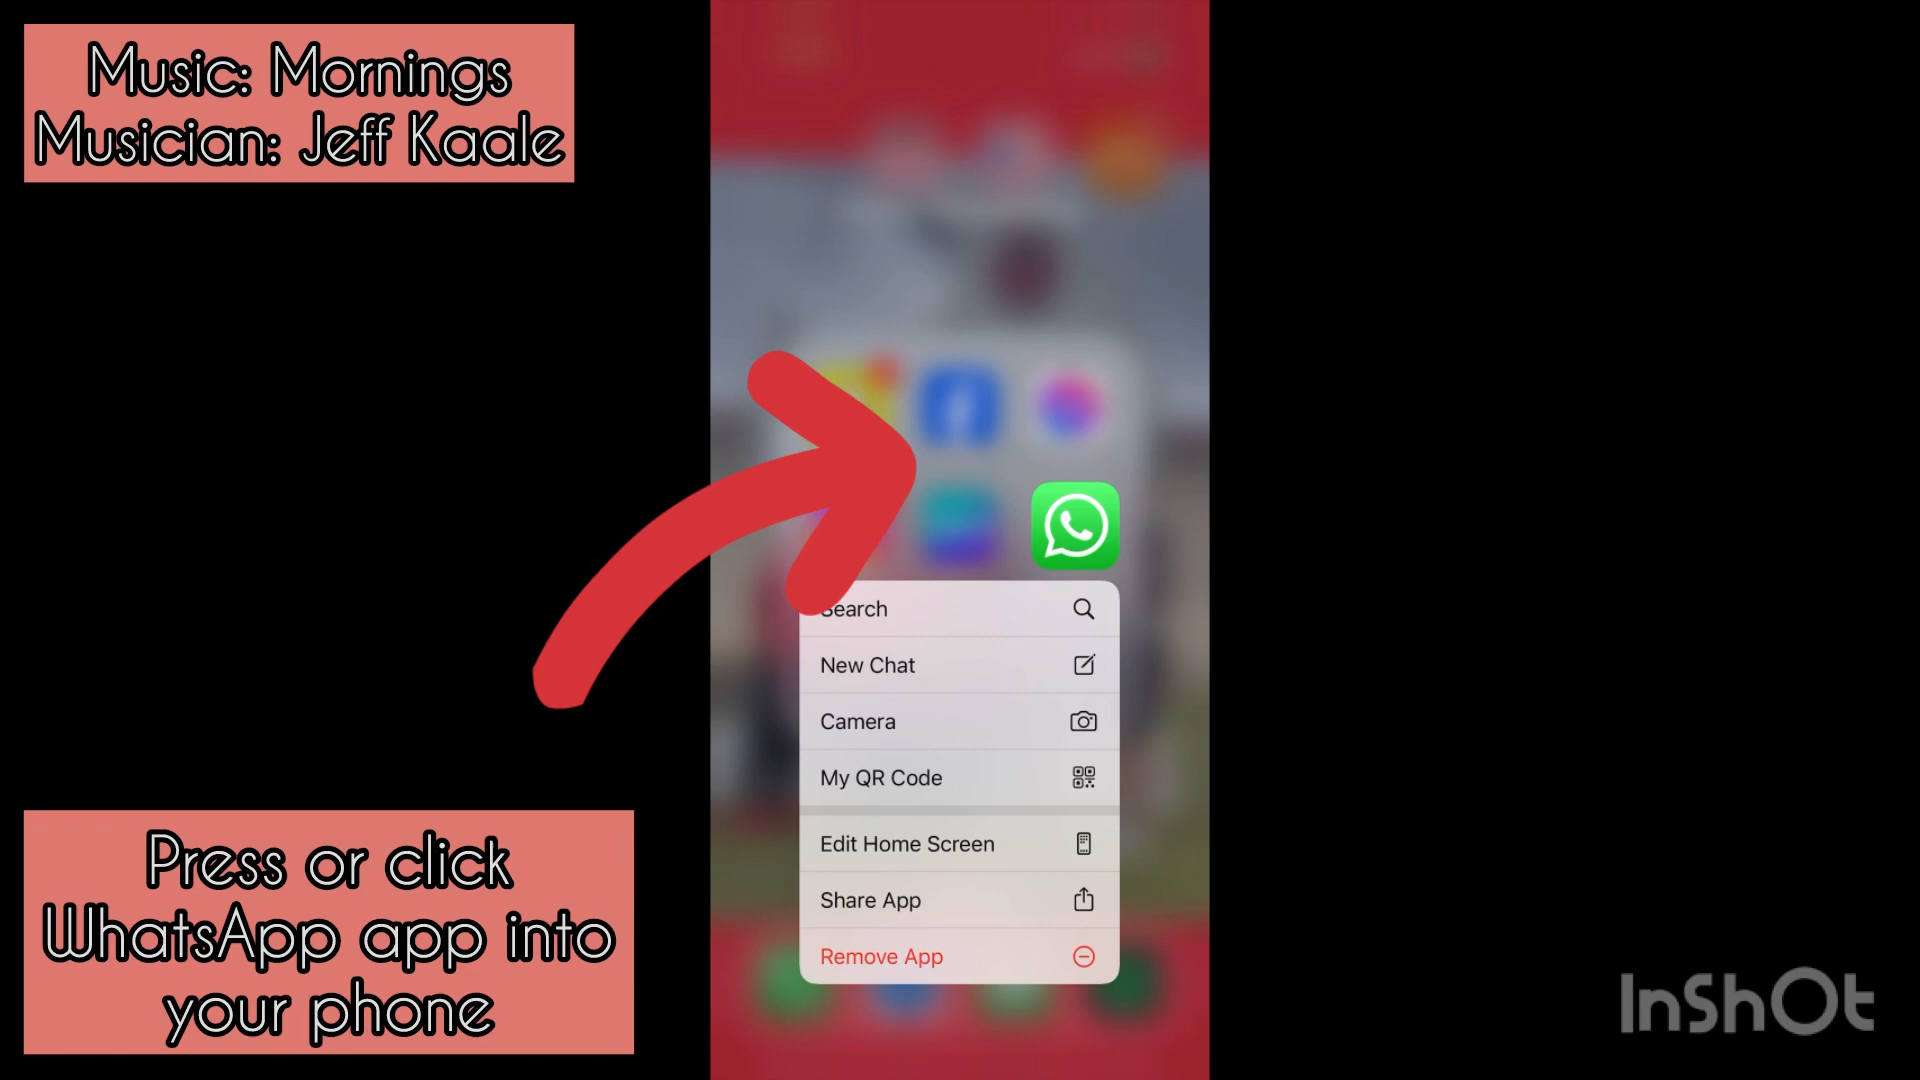 Music: Mornings
Musician: Jeff Kaale
Search
New Chat
Camera
My QR Code
Edit Home Screen
Share App
Remove App
Press or click
WhatsApp app into
your phone
InShOt